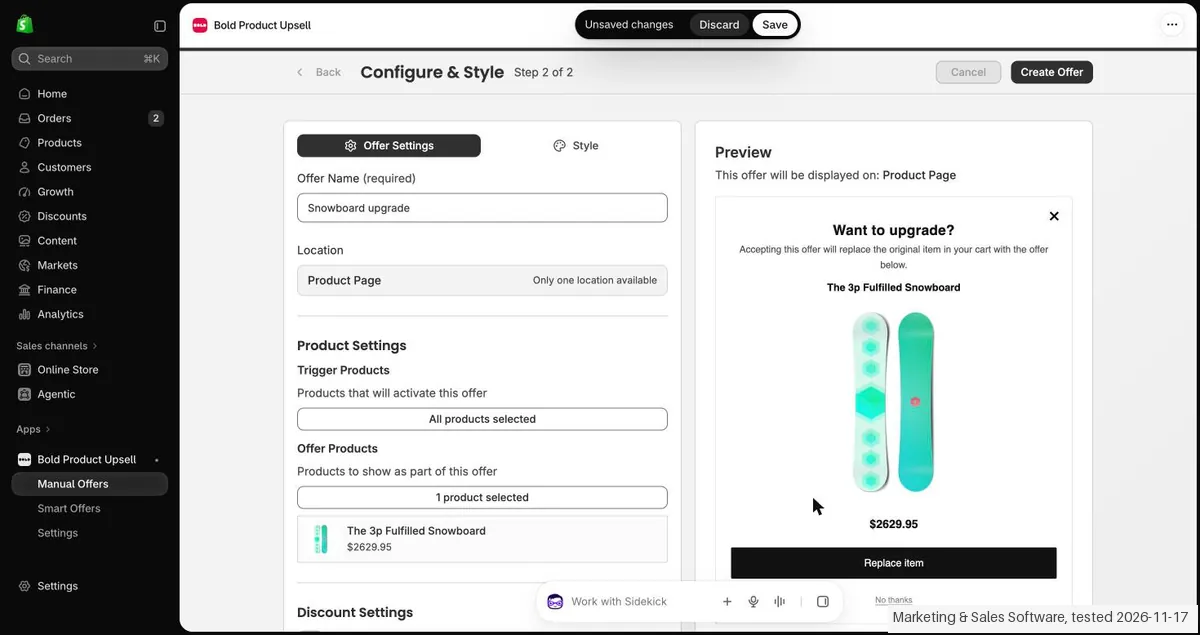 Search ⌘K
Home
Orders 2
Products
Customers
Growth
Discounts
Content
Markets
Finance
Analytics
Sales channels
Online Store
Agentic
Apps
Bold Product Upsell
Manual Offers
Smart Offers
Settings
Settings
BOLD Bold Product Upsell
Unsaved changes Discard Save
Back Configure & Style Step 2 of 2 Cancel Create Offer
Offer Settings Style
Offer Name (required)
Snowboard upgrade
Location
Product Page Only one location available
Product Settings
Trigger Products
Products that will activate this offer
All products selected
Offer Products
Products to show as part of this offer
1 product selected
The 3p Fulfilled Snowboard
$2629.95
Discount Settings
Preview
This offer will be displayed on: Product Page
Want to upgrade?
Accepting this offer will replace the original item in your cart with the offer
below.
The 3p Fulfilled Snowboard
$2629.95
Replace item
No thanks
Work with Sidekick
Marketing & Sales Software, tested 2026-11-17